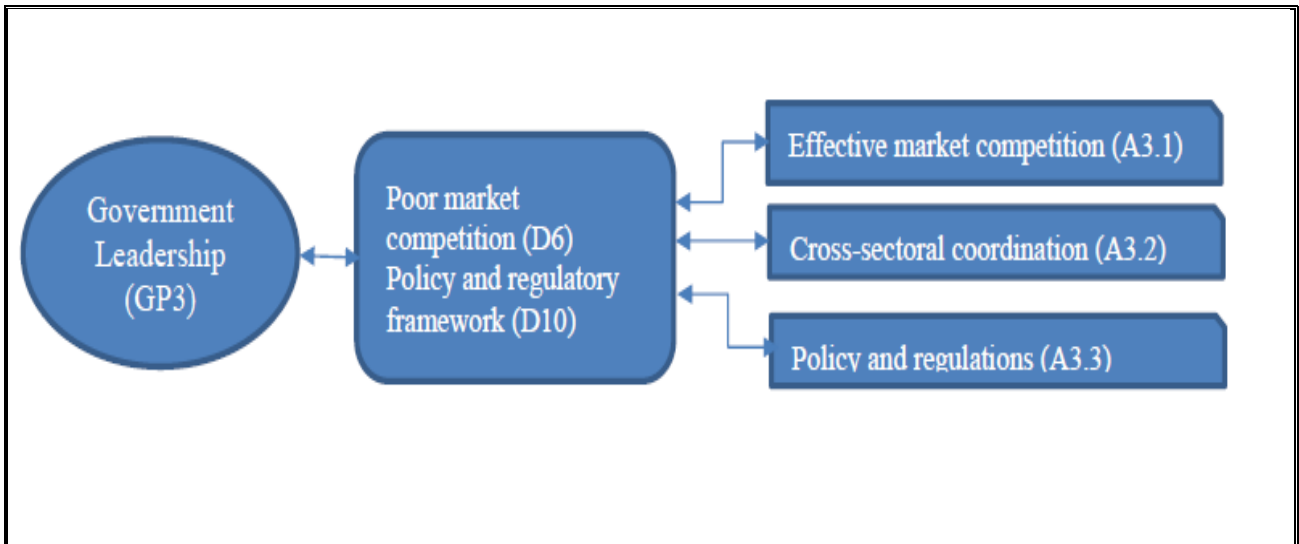 Government
Leadership
(GP3)
Poor market
competition (D6)
Policy and regulatory
framework (D10)
Effective market competition (A3.1)
Cross-sectoral coordination (A3.2)
Policy and regulations (A3.3)